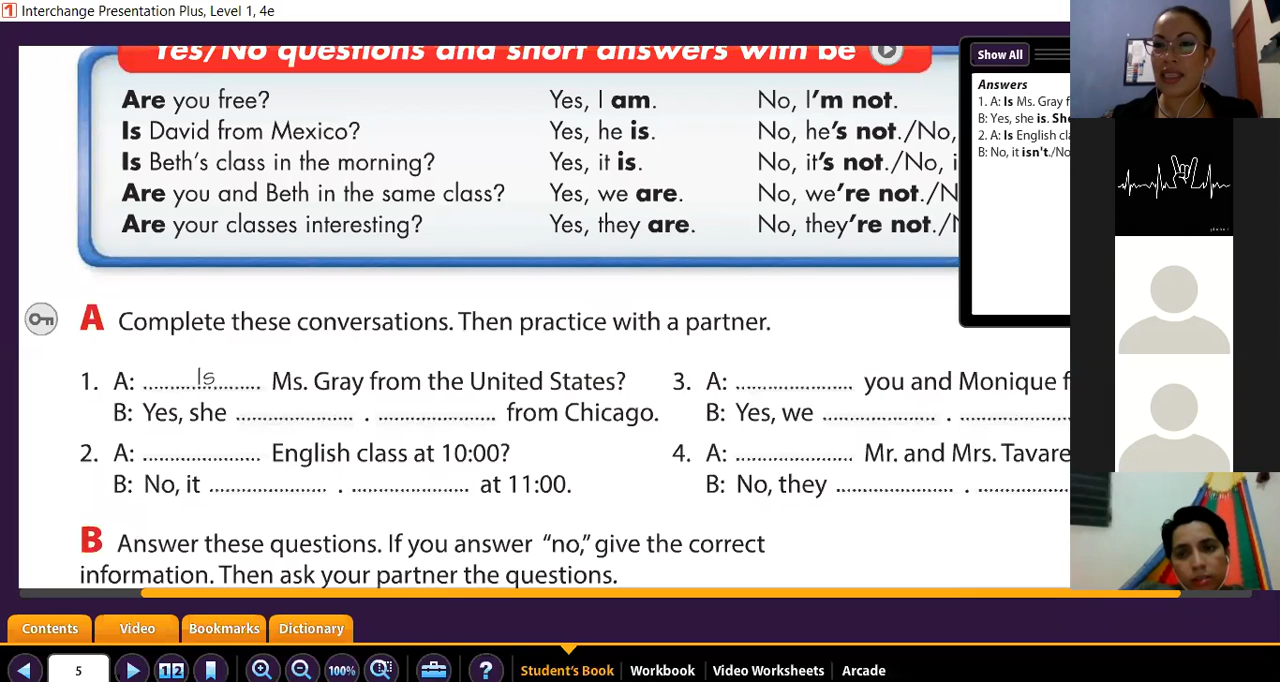 Interchange Presentation Plus, Level 1, 4e
Yes/No questions and short answers with be
Are you free? Yes, I am. No, I'm not.
Is David from Mexico? Yes, he is. No, he's not./No,
Is Beth's class in the morning? Yes, it is. No, it's not./No, i
Are you and Beth in the same class? Yes, we are. No, we're not./N
Are your classes interesting? Yes, they are. No, they're not./N
Show All
Answers
1. A: Is Ms. Gray f
B: Yes, she is. She
2. A: Is English cl
B: No, it isn't./No
A Complete these conversations. Then practice with a partner.
1. A: .........Is......... Ms. Gray from the United States?
B: Yes, she ..................... . ..................... from Chicago.
2. A: ..................... English class at 10:00?
B: No, it ..................... . ..................... at 11:00.
3. A: ..................... you and Monique f
B: Yes, we ..................... . .....................
4. A: ..................... Mr. and Mrs. Tavare
B: No, they ..................... . .....................
B Answer these questions. If you answer “no,” give the correct
information. Then ask your partner the questions.
Contents Video Bookmarks Dictionary
5 1 2 100% ? Student's Book Workbook Video Worksheets Arcade